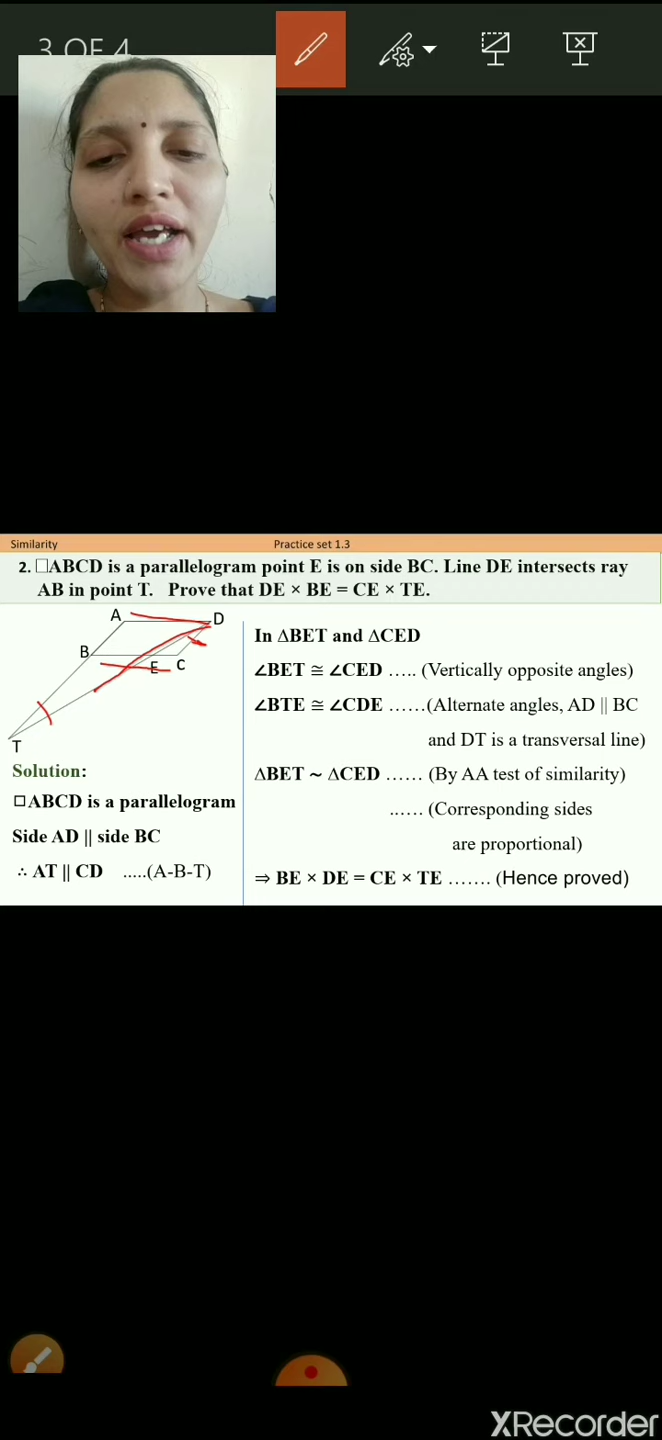 3 OF 4
Similarity Practice set 1.3
2. □ABCD is a parallelogram point E is on side BC. Line DE intersects ray
AB in point T. Prove that DE × BE = CE × TE.
A
D
B
E
C
T
Solution:
□ABCD is a parallelogram
Side AD || side BC
∴ AT || CD .....(A-B-T)
In ΔBET and ΔCED
∠BET ≅ ∠CED ..... (Vertically opposite angles)
∠BTE ≅ ∠CDE ......(Alternate angles, AD || BC
and DT is a transversal line)
ΔBET ~ ΔCED ...... (By AA test of similarity)
...... (Corresponding sides
are proportional)
⇒ BE × DE = CE × TE ....... (Hence proved)
XRecorder